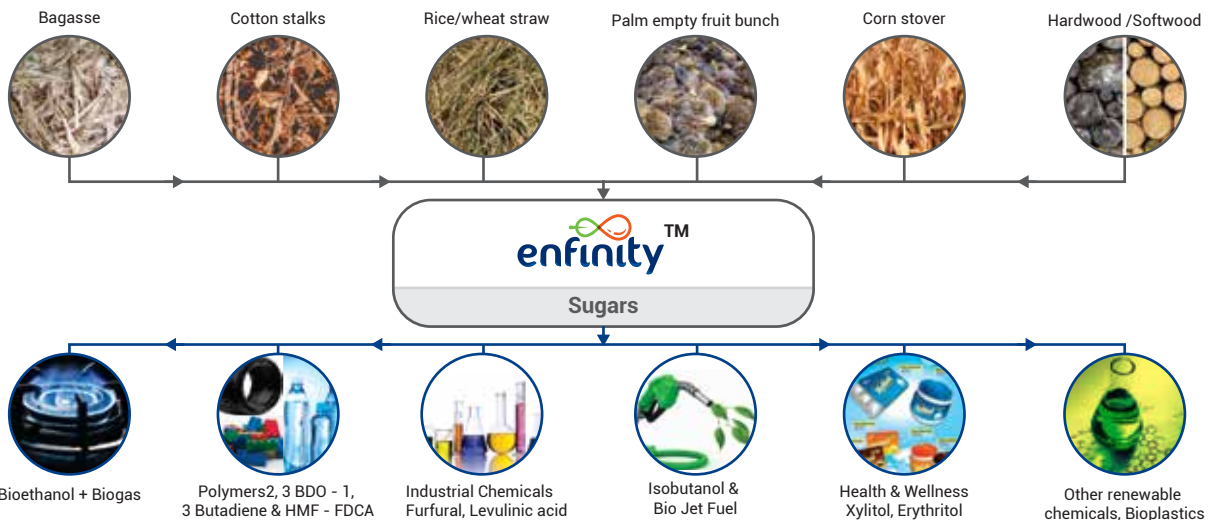 Bagasse
Cotton stalks
Rice/wheat straw
Palm empty fruit bunch
Corn stover
Hardwood /Softwood
enfinity TM
Sugars
Bioethanol + Biogas
Polymers2, 3 BDO - 1,
3 Butadiene & HMF - FDCA
Industrial Chemicals
Furfural, Levulinic acid
Isobutanol &
Bio Jet Fuel
Health & Wellness
Xylitol, Erythritol
Other renewable
chemicals, Bioplastics